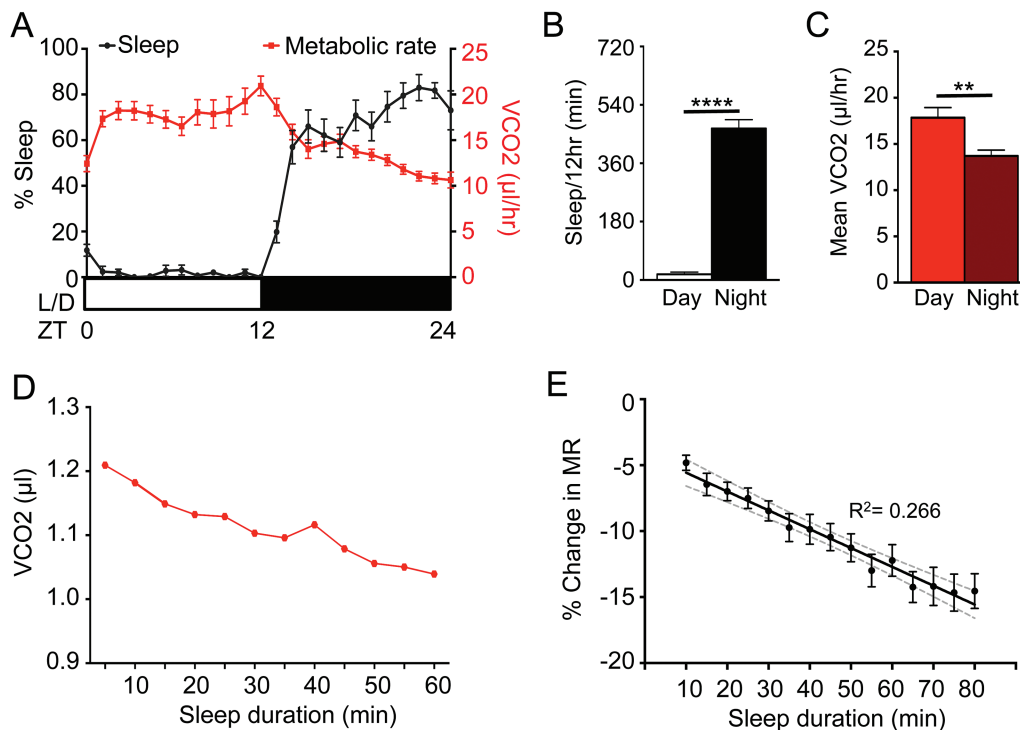 A
Sleep
Metabolic rate
100
80
60
40
20
0
% Sleep
25
20
15
10
5
0
VCO2 (µl/hr)
L/D
ZT 0 12 24
B
720
540
360
180
0
Sleep/12hr (min)
****
Day Night
C
25
20
15
10
5
0
Mean VCO2 (µl/hr)
**
Day Night
D
1.3
1.2
1.1
1.0
0.9
VCO2 (µl)
0 10 20 30 40 50 60
Sleep duration (min)
E
0
-5
-10
-15
-20
% Change in MR
R²= 0.266
10 20 30 40 50 60 70 80
Sleep duration (min)